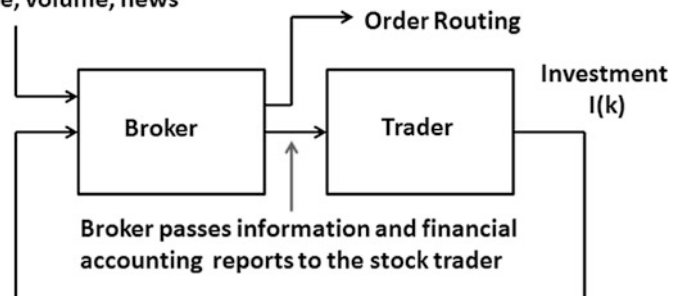 e, volume, news
Order Routing
Investment
I(k)
Broker
Trader
Broker passes information and financial
accounting reports to the stock trader